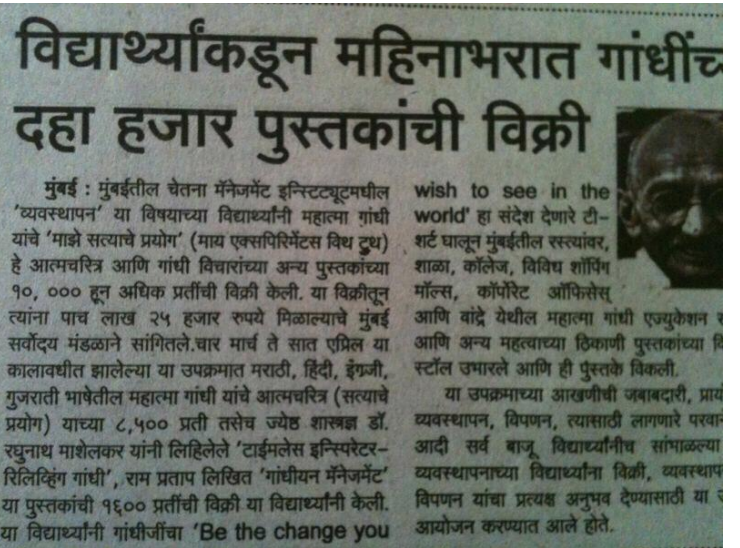 विद्यार्थ्यांकडून महिनाभरात गांधींच्
दहा हजार पुस्तकांची विक्री
मुंबई : मुंबईतील चेतना मॅनेजमेंट इन्स्टिट्यूटमधील
'व्यवस्थापन' या विषयाच्या विद्यार्थ्यांनी महात्मा गांधी
यांचे 'माझे सत्याचे प्रयोग' (माय एक्सपिरिमेंटस विथ ट्रुथ)
हे आत्मचरित्र आणि गांधी विचारांच्या अन्य पुस्तकांच्या
१०, ००० हून अधिक प्रतींची विक्री केली. या विक्रीतून
त्यांना पाच लाख २५ हजार रुपये मिळाल्याचे मुंबई
सर्वोदय मंडळाने सांगितले.चार मार्च ते सात एप्रिल या
कालावधीत झालेल्या या उपक्रमात मराठी, हिंदी, इंग्रजी,
गुजराती भाषेतील महात्मा गांधी यांचे आत्मचरित्र (सत्याचे
प्रयोग) याच्या ८,५०० प्रती तसेच ज्येष्ठ शास्त्रज्ञ डॉ.
रघुनाथ माशेलकर यांनी लिहिलेले 'टाईमलेस इन्स्पिरेटर-
रिलिव्हिंग गांधी', राम प्रताप लिखित 'गांधीयन मॅनेजमेंट'
या पुस्तकांची १६०० प्रतींची विक्री या विद्यार्थ्यांनी केली.
या विद्यार्थ्यांनी गांधीजींचा 'Be the change you
wish to see in the
world' हा संदेश देणारे टी-
शर्ट घालून मुंबईतील रस्त्यांवर,
शाळा, कॉलेज, विविध शॉपिंग
मॉल्स, कॉर्पोरेट ऑफिसेस्
आणि वांद्रे येथील महात्मा गांधी एज्युकेशन
आणि अन्य महत्वाच्या ठिकाणी पुस्तकांच्या
स्टॉल उभारले आणि ही पुस्तके विकली.
या उपक्रमाच्या आखणीची जबाबदारी,
व्यवस्थापन, विपणन, त्यासाठी लागणारे
आदी सर्व बाजू विद्यार्थ्यांनीच सांभाळल्या
व्यवस्थापनाच्या विद्यार्थ्यांना विक्री,
विपणन यांचा प्रत्यक्ष अनुभव देण्यासाठी या
आयोजन करण्यात आले होते.